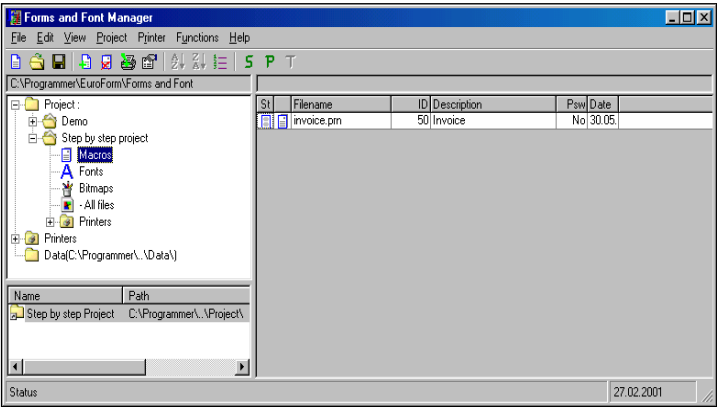 Forms and Font Manager
File Edit View Project Printer Functions Help
S P T
C:\Programmer\EuroForm\Forms and Font
Project :
Demo
Step by step project
Macros
A Fonts
Bitmaps
- All files
Printers
Printers
Data(C:\Programmer\..\Data\)
St Filename ID Description Psw Date
invoice.prn 50 Invoice No 30.05.
Name Path
Step by step Project C:\Programmer\..\Project\
Status 27.02.2001